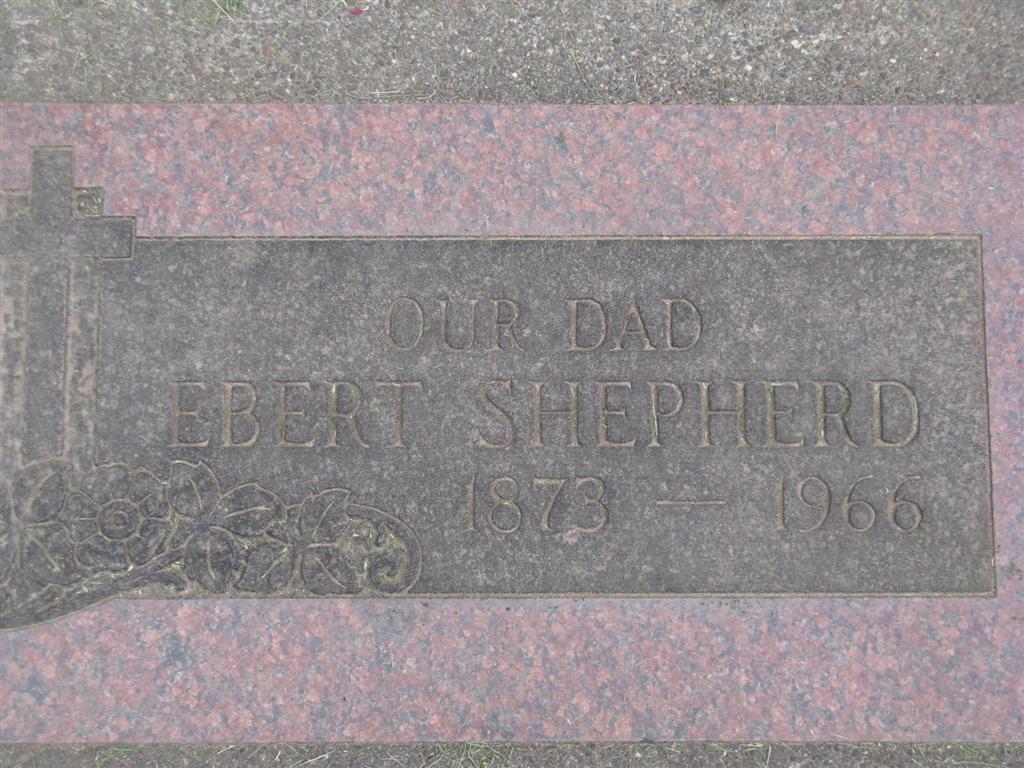 OUR DAD
EBERT SHEPHERD
1873 — 1966